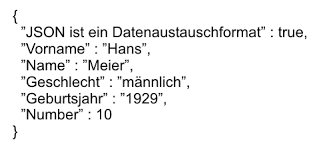 {
”JSON ist ein Datenaustauschformat” : true,
”Vorname” : ”Hans”,
”Name” : ”Meier”,
”Geschlecht” : ”männlich”,
”Geburtsjahr” : ”1929”,
”Number” : 10
}